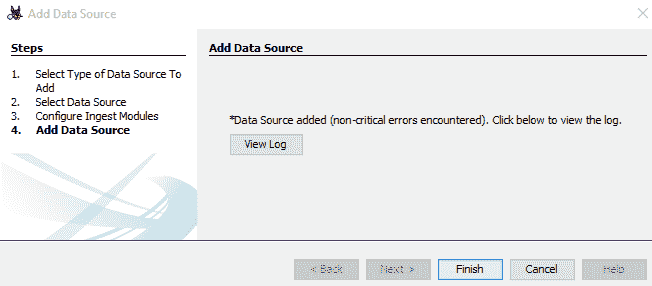 Add Data Source
Steps
1. Select Type of Data Source To
Add
2. Select Data Source
3. Configure Ingest Modules
4. Add Data Source
Add Data Source
*Data Source added (non-critical errors encountered). Click below to view the log.
View Log
< Back Next > Finish Cancel Help